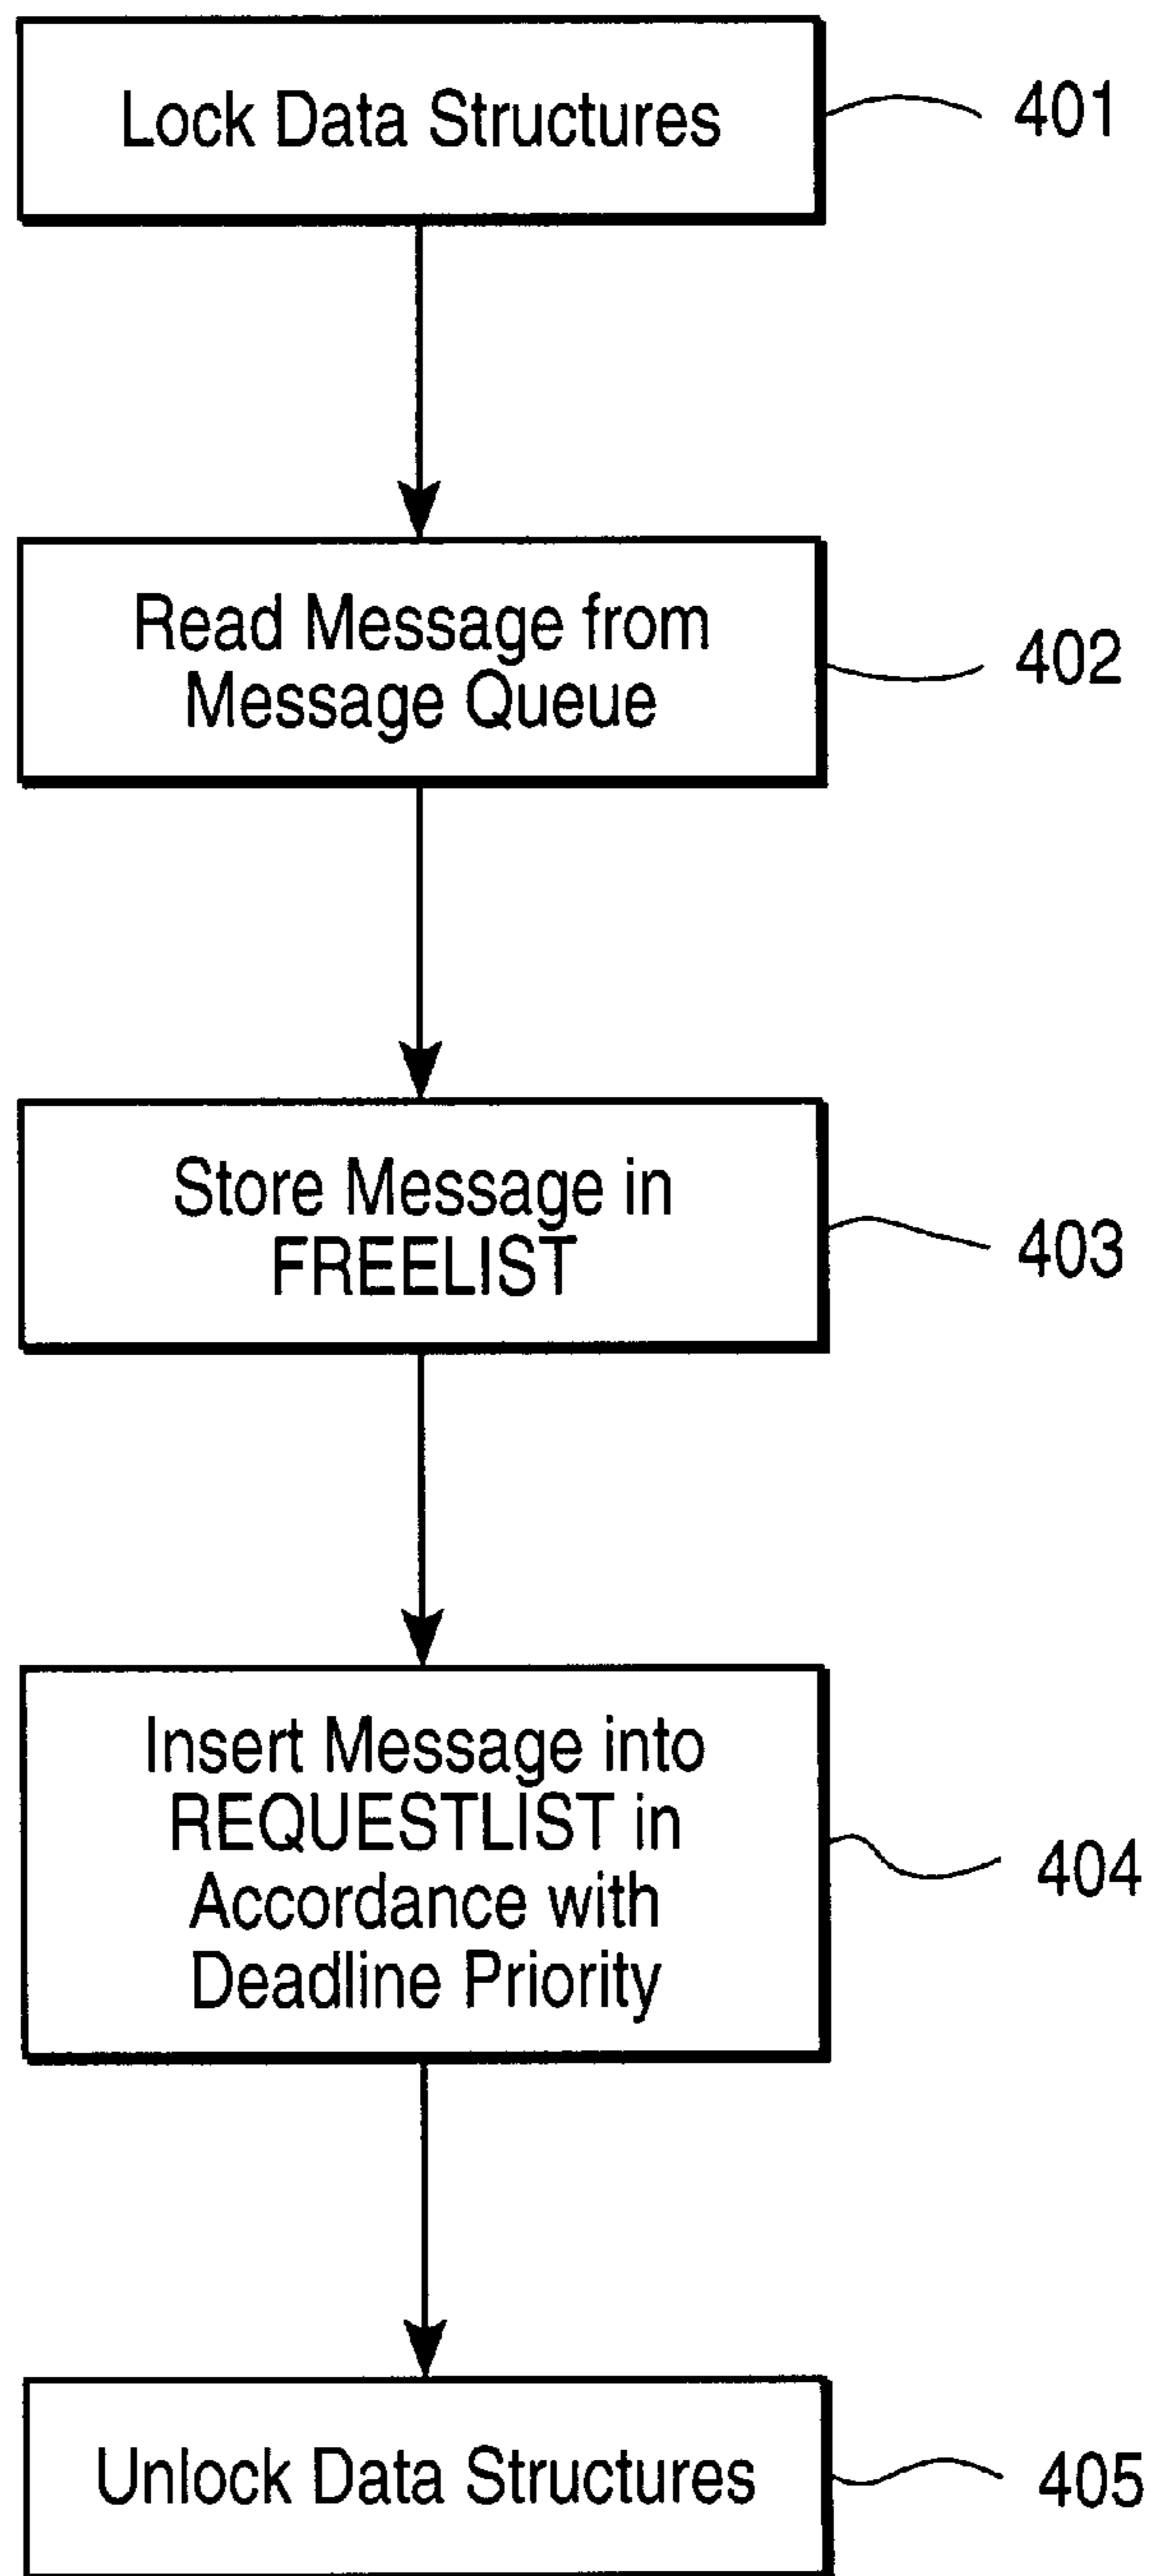 Lock Data Structures
401
Read Message from
Message Queue
402
Store Message in
FREELIST
403
Insert Message into
REQUESTLIST in
Accordance with
Deadline Priority
404
Unlock Data Structures
405